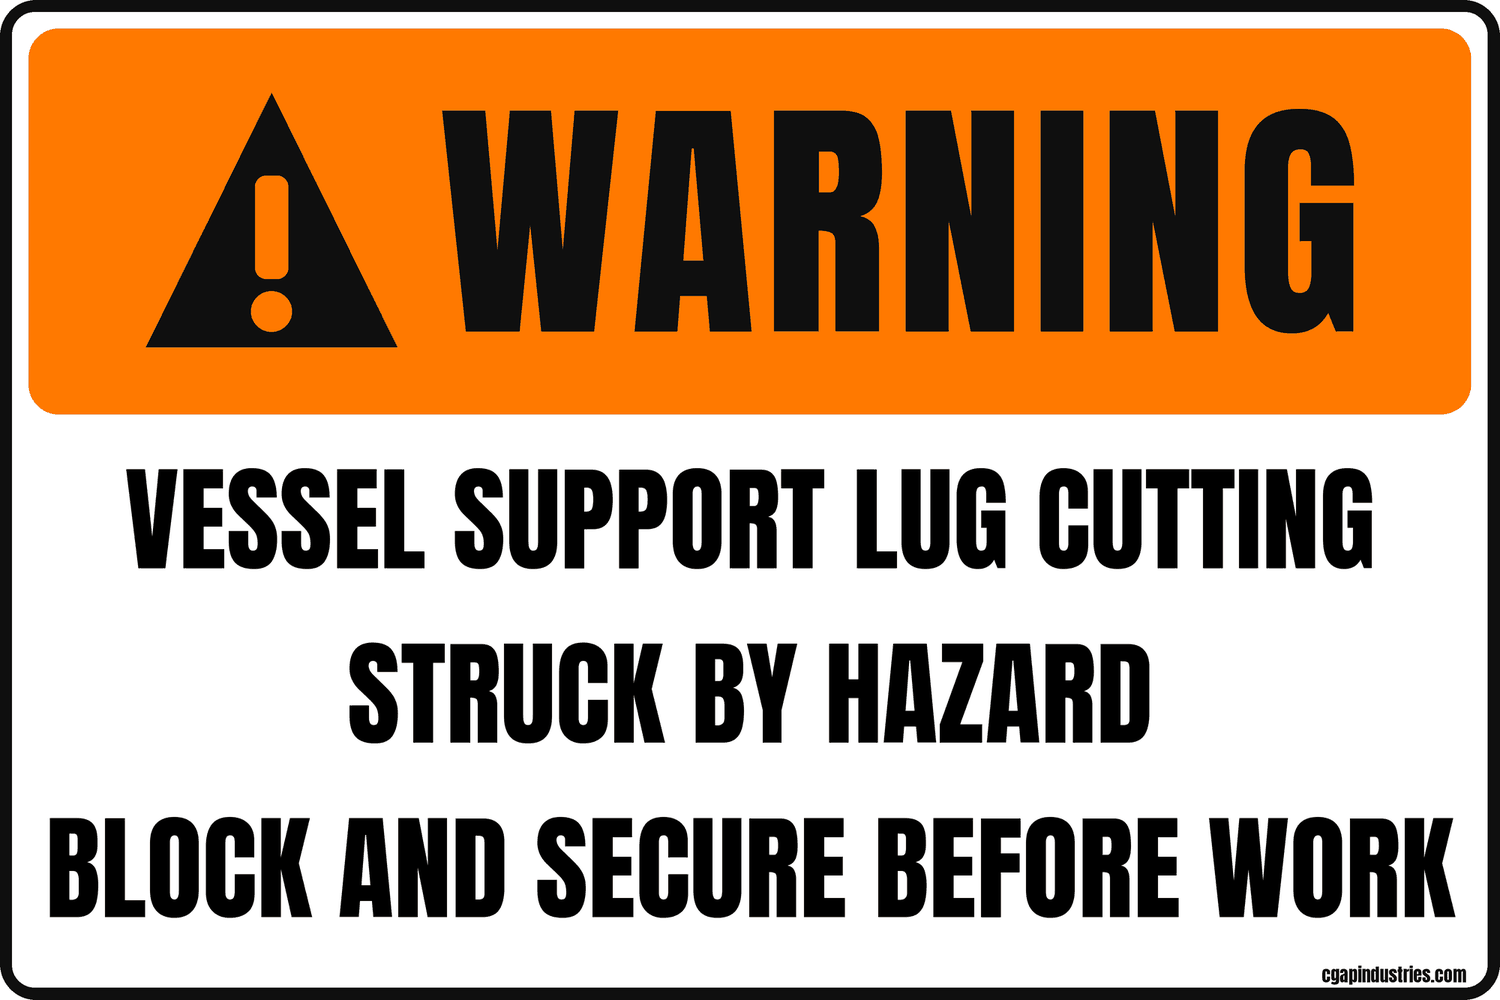 WARNING
VESSEL SUPPORT LUG CUTTING
STRUCK BY HAZARD
BLOCK AND SECURE BEFORE WORK
cgapindustries.com